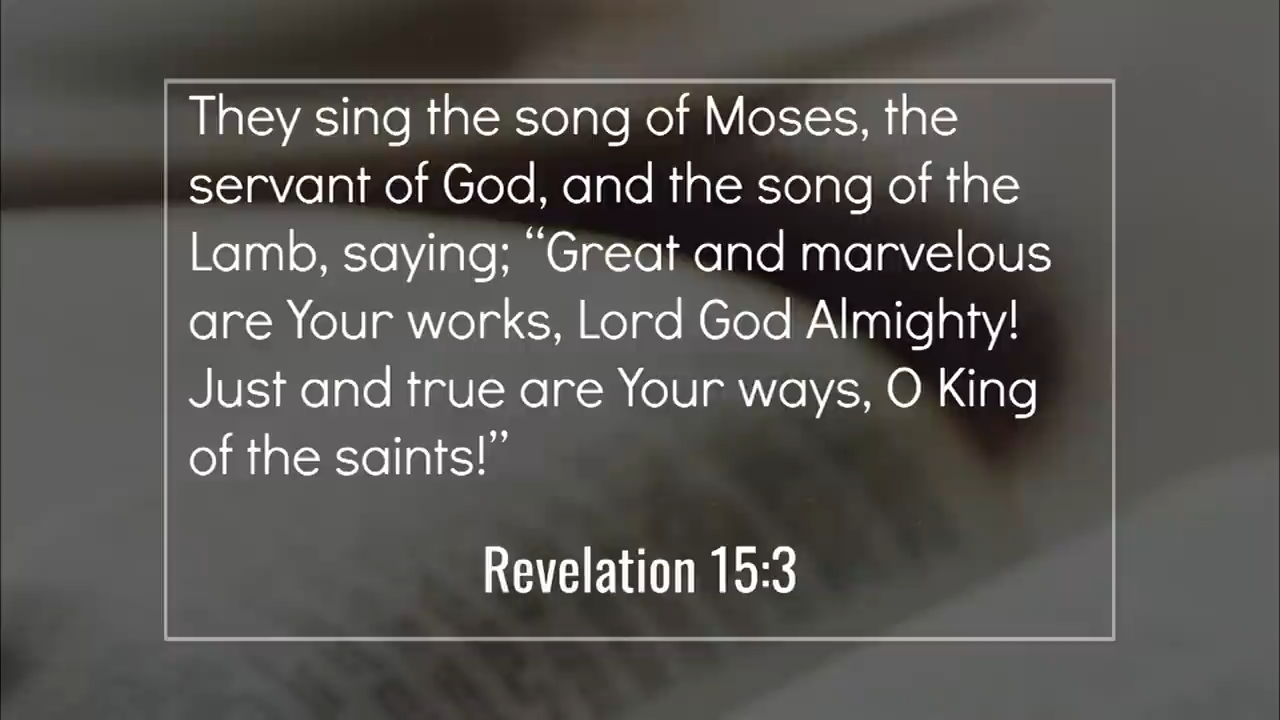 They sing the song of Moses, the
servant of God, and the song of the
Lamb, saying; “Great and marvelous
are Your works, Lord God Almighty!
Just and true are Your ways, O King
of the saints!”
Revelation 15:3